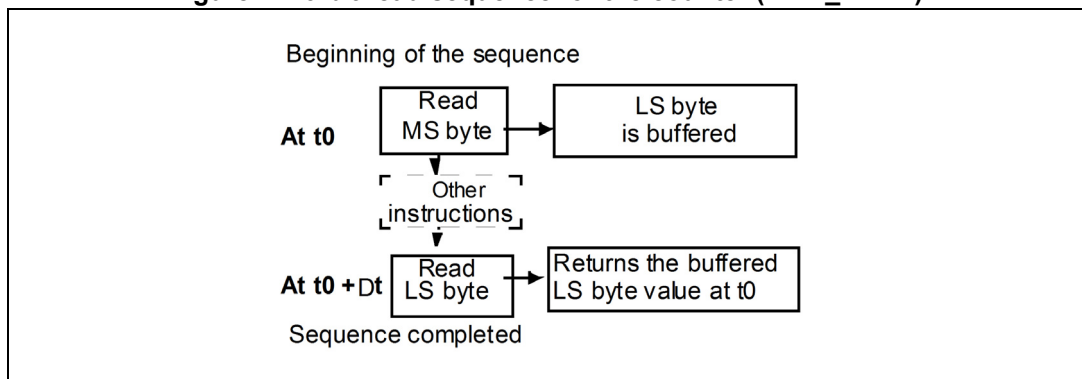 Beginning of the sequence
Read
MS byte
LS byte
is buffered
At t0
Other
instructions
At t0 +Dt
Read
LS byte
Returns the buffered
LS byte value at t0
Sequence completed